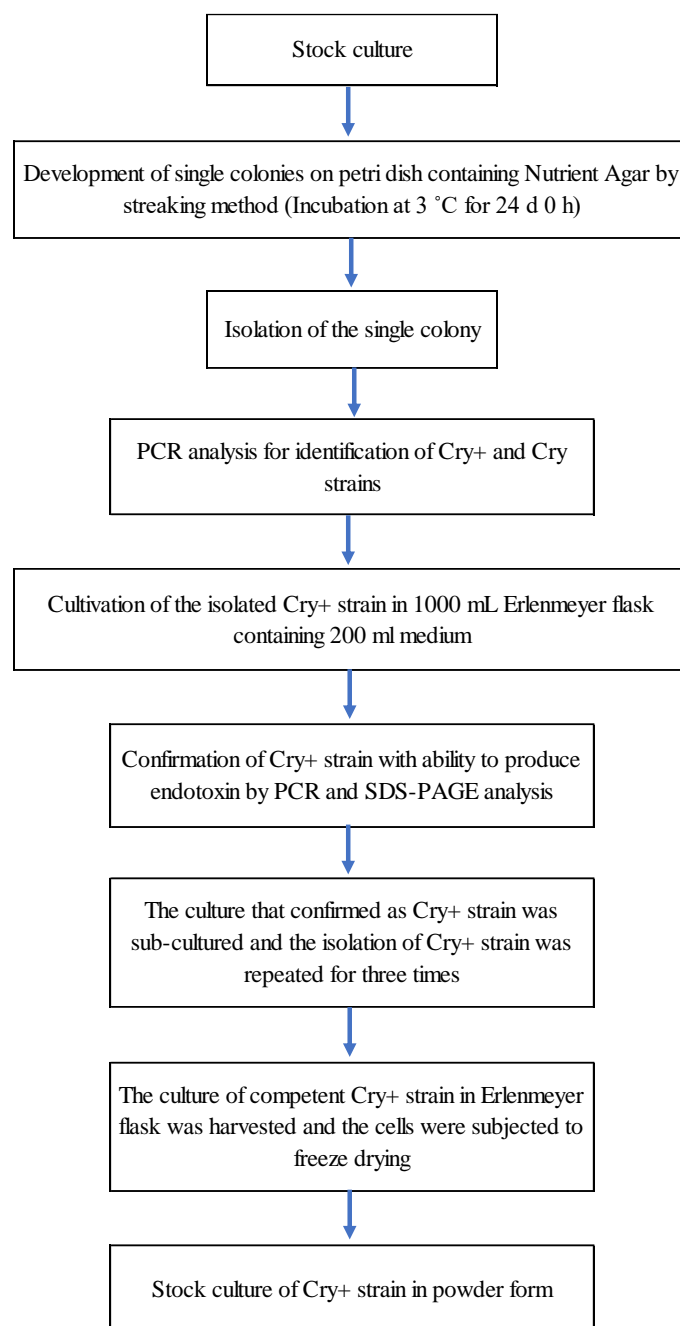 Stock culture
Development of single colonies on petri dish containing Nutrient Agar by
streaking method (Incubation at 3 ˚C for 24 d 0 h)
Isolation of the single colony
PCR analysis for identification of Cry+ and Cry
strains
Cultivation of the isolated Cry+ strain in 1000 mL Erlenmeyer flask
containing 200 ml medium
Confirmation of Cry+ strain with ability to produce
endotoxin by PCR and SDS-PAGE analysis
The culture that confirmed as Cry+ strain was
sub-cultured and the isolation of Cry+ strain was
repeated for three times
The culture of competent Cry+ strain in Erlenmeyer
flask was harvested and the cells were subjected to
freeze drying
Stock culture of Cry+ strain in powder form